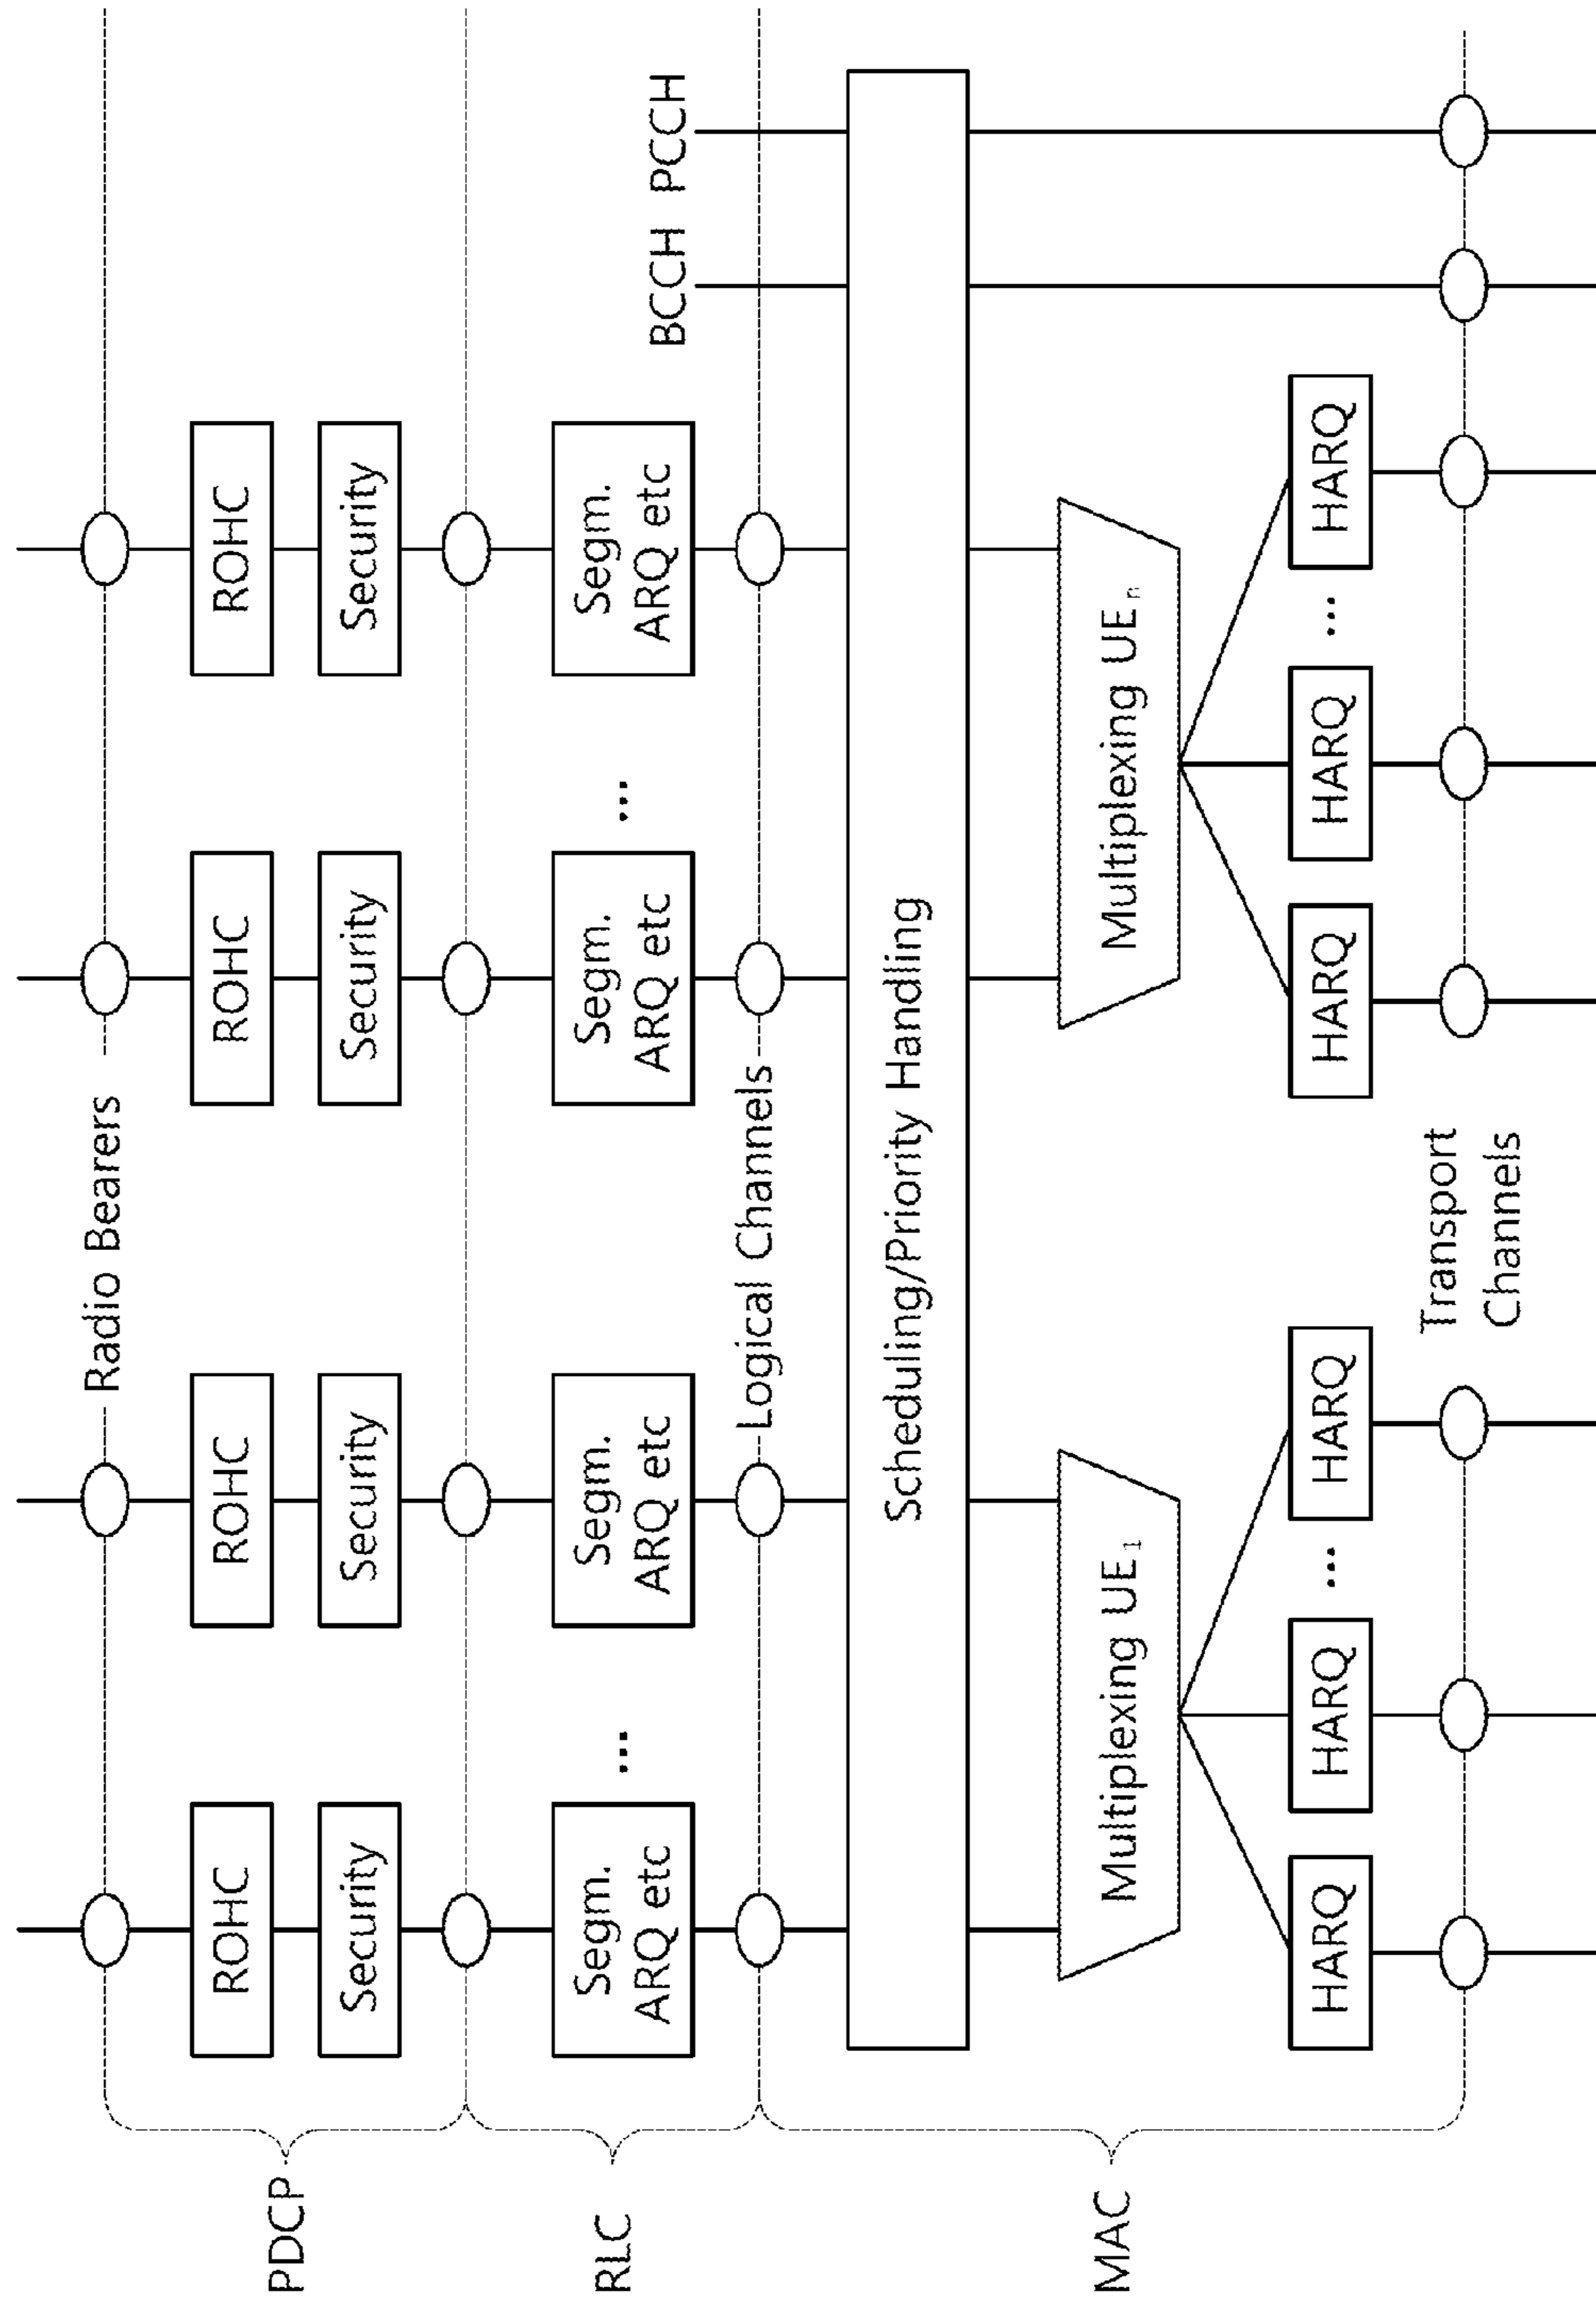 Radio Bearers
ROHC
ROHC
ROHC
ROHC
PDCP
Security
Security
Security
Security
RLC
Segm.
ARQ etc
...
Segm.
ARQ etc
Segm.
ARQ etc
...
Segm.
ARQ etc
BCCH
PCCH
Logical Channels
Scheduling/Priority Handling
MAC
Multiplexing UE₁
Multiplexing UEₙ
HARQ
HARQ
...
HARQ
HARQ
HARQ
...
HARQ
Transport
Channels